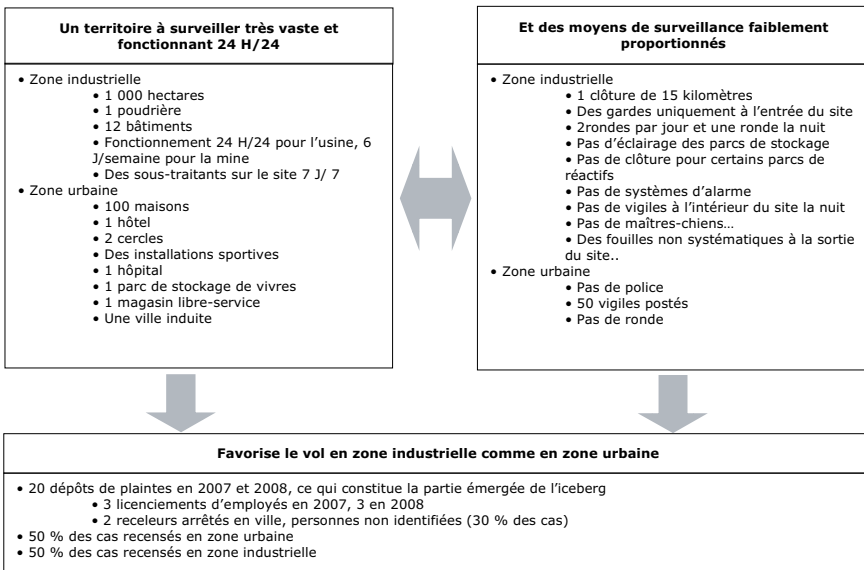 Un territoire à surveiller très vaste et
fonctionnant 24 H/24
• Zone industrielle
• 1 000 hectares
• 1 poudrière
• 12 bâtiments
• Fonctionnement 24 H/24 pour l'usine, 6
J/semaine pour la mine
• Des sous-traitants sur le site 7 J/ 7
• Zone urbaine
• 100 maisons
• 1 hôtel
• 2 cercles
• Des installations sportives
• 1 hôpital
• 1 parc de stockage de vivres
• 1 magasin libre-service
• Une ville induite
Et des moyens de surveillance faiblement
proportionnés
• Zone industrielle
• 1 clôture de 15 kilomètres
• Des gardes uniquement à l'entrée du site
• 2rondes par jour et une ronde la nuit
• Pas d'éclairage des parcs de stockage
• Pas de clôture pour certains parcs de
réactifs
• Pas de systèmes d'alarme
• Pas de vigiles à l'intérieur du site la nuit
• Pas de maîtres-chiens…
• Des fouilles non systématiques à la sortie
du site..
• Zone urbaine
• Pas de police
• 50 vigiles postés
• Pas de ronde
Favorise le vol en zone industrielle comme en zone urbaine
• 20 dépôts de plaintes en 2007 et 2008, ce qui constitue la partie émergée de l'iceberg
• 3 licenciements d'employés en 2007, 3 en 2008
• 2 receleurs arrêtés en ville, personnes non identifiées (30 % des cas)
• 50 % des cas recensés en zone urbaine
• 50 % des cas recensés en zone industrielle